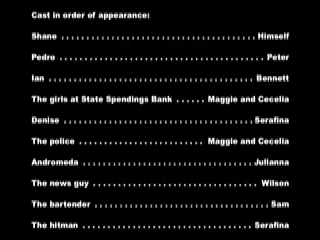 Cast in order of appearance:
Shane ..................................... Himself
Pedro ....................................... Peter
Ian ....................................... Bennett
The girls at State Spendings Bank ...... Maggie and Cecelia
Denise ..................................... Serafina
The police ........................ Maggie and Cecelia
Andromeda ................................. Julianna
The news guy ................................ Wilson
The bartender ................................. Sam
The hitman ................................. Serafina